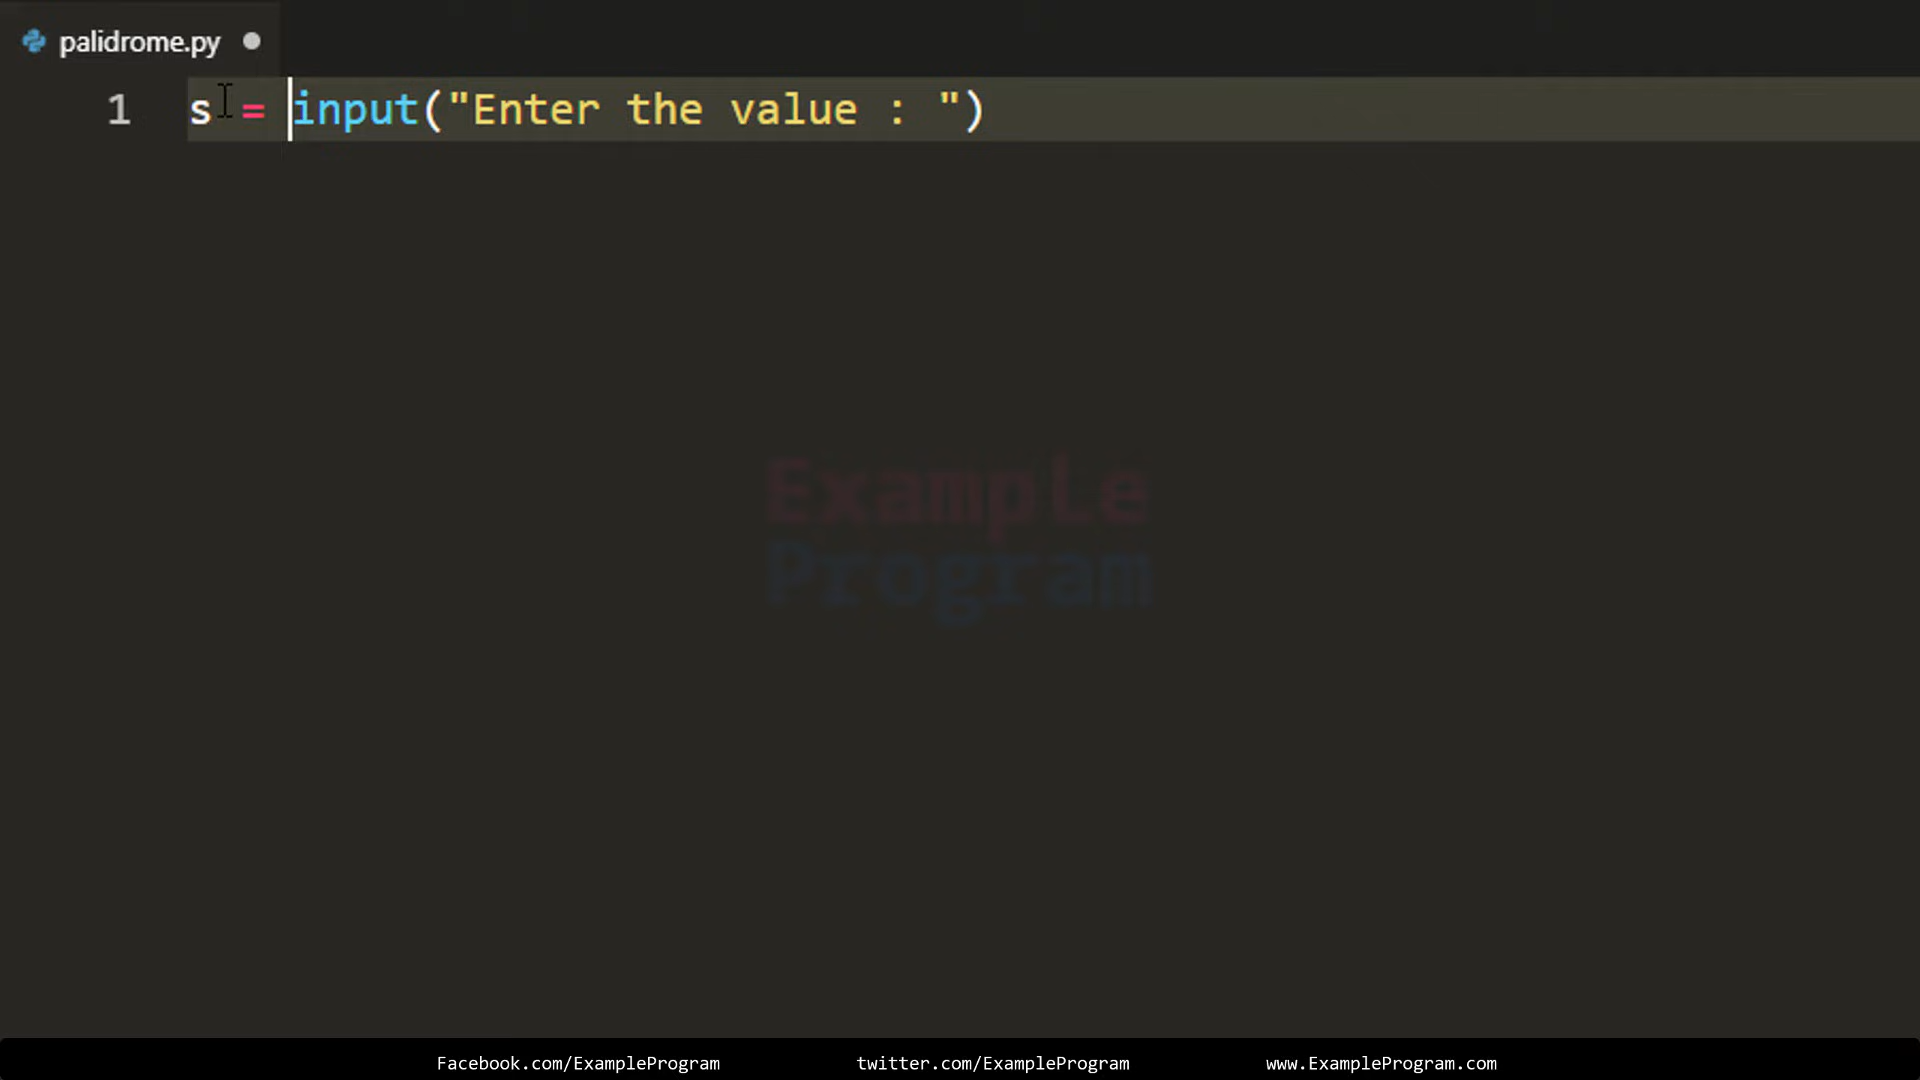 palidrome.py
1 s = input("Enter the value : ")
Example
Program
Facebook.com/ExampleProgram twitter.com/ExampleProgram www.ExampleProgram.com